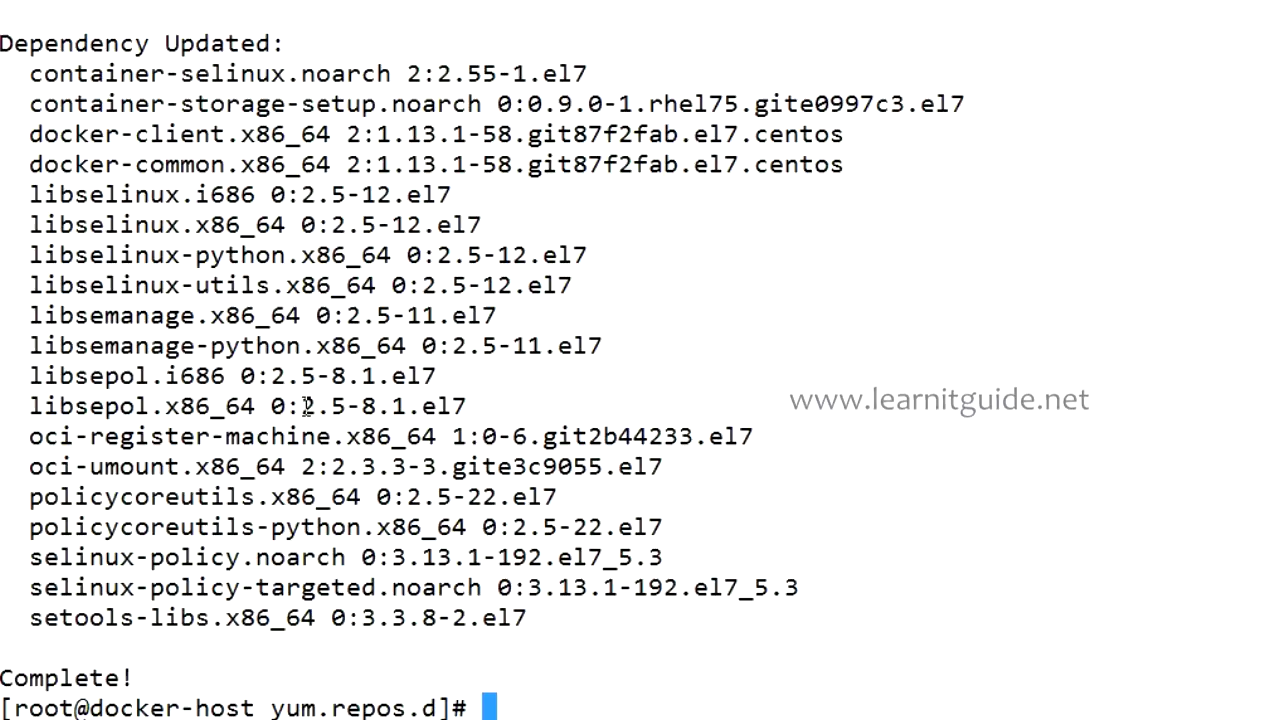 Dependency Updated:
container-selinux.noarch 2:2.55-1.el7
container-storage-setup.noarch 0:0.9.0-1.rhel75.gite0997c3.el7
docker-client.x86_64 2:1.13.1-58.git87f2fab.el7.centos
docker-common.x86_64 2:1.13.1-58.git87f2fab.el7.centos
libselinux.i686 0:2.5-12.el7
libselinux.x86_64 0:2.5-12.el7
libselinux-python.x86_64 0:2.5-12.el7
libselinux-utils.x86_64 0:2.5-12.el7
libsemanage.x86_64 0:2.5-11.el7
libsemanage-python.x86_64 0:2.5-11.el7
libsepol.i686 0:2.5-8.1.el7
libsepol.x86_64 0:2.5-8.1.el7
www.learnitguide.net
oci-register-machine.x86_64 1:0-6.git2b44233.el7
oci-umount.x86_64 2:2.3.3-3.gite3c9055.el7
policycoreutils.x86_64 0:2.5-22.el7
policycoreutils-python.x86_64 0:2.5-22.el7
selinux-policy.noarch 0:3.13.1-192.el7_5.3
selinux-policy-targeted.noarch 0:3.13.1-192.el7_5.3
setools-libs.x86_64 0:3.3.8-2.el7
Complete!
[root@docker-host yum.repos.d]#